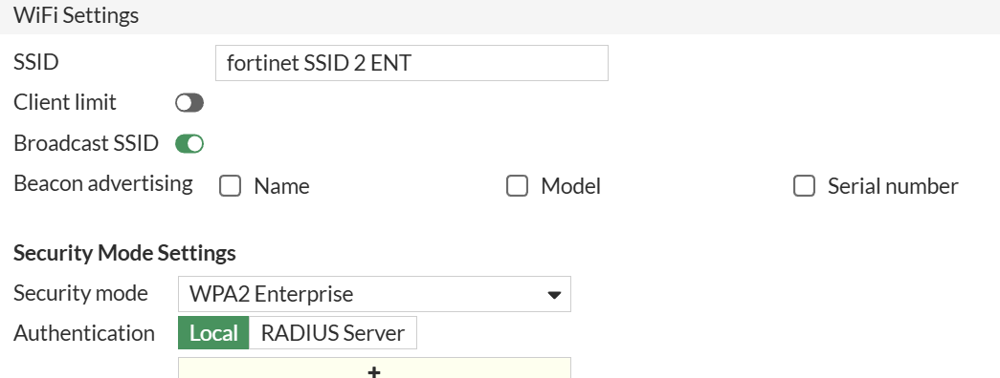 WiFi Settings
SSID
fortinet SSID 2 ENT
Client limit
Broadcast SSID
Beacon advertising Name Model Serial number
Security Mode Settings
Security mode WPA2 Enterprise
Authentication Local RADIUS Server
+